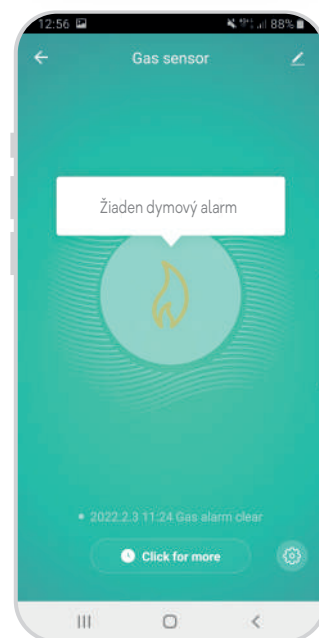 12:56 88%
Gas sensor
Žiaden dymový alarm
2022.2.3 11:24 Gas alarm clear
Click for more